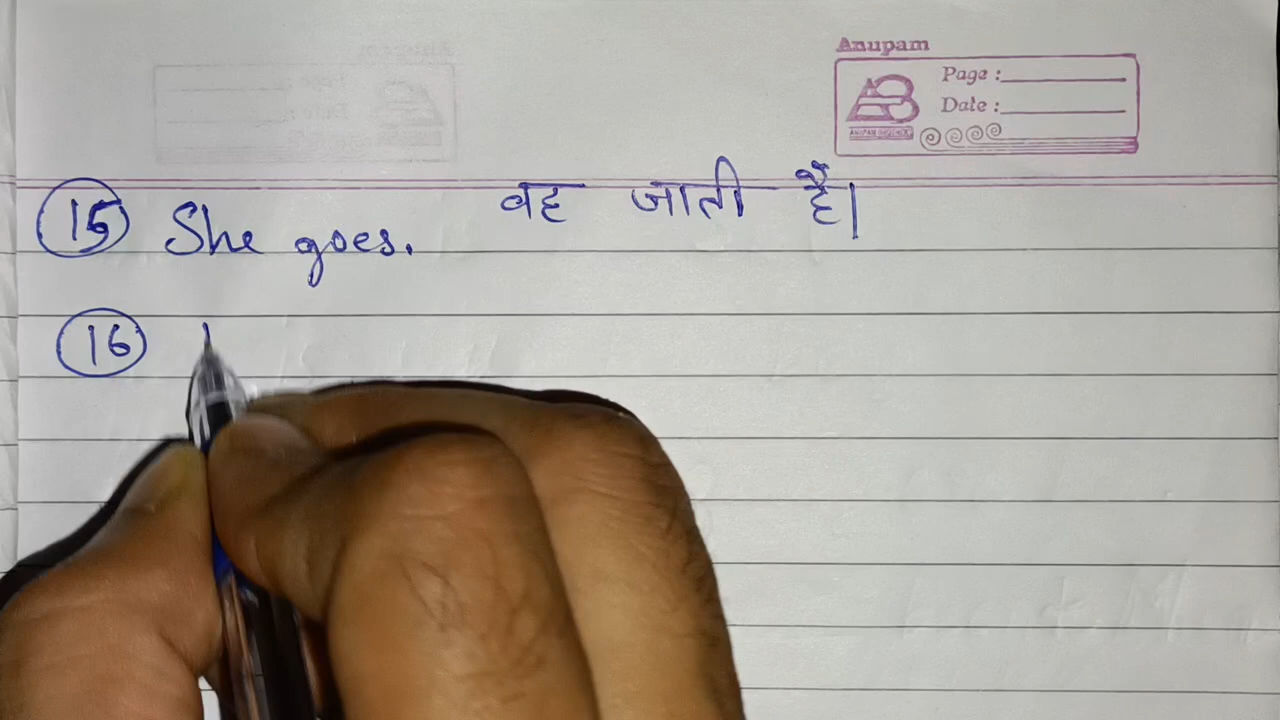 Anupam
Page :
Date :
15 She goes. वह जाती हैं।
16